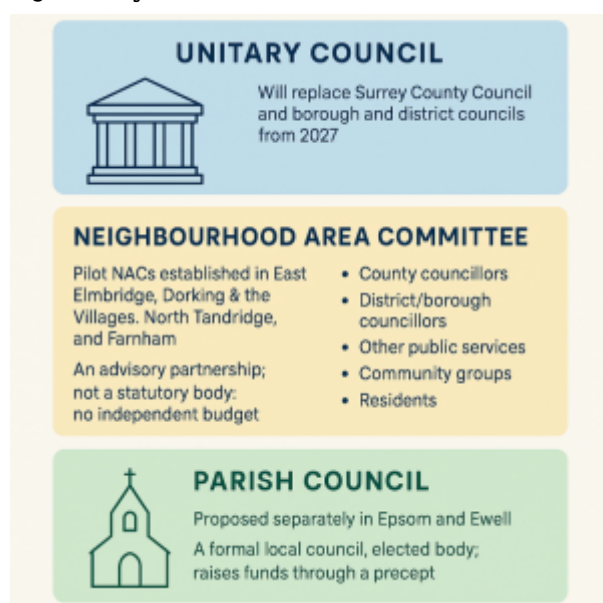 UNITARY COUNCIL
Will replace Surrey County Council
and borough and district councils
from 2027
NEIGHBOURHOOD AREA COMMITTEE
Pilot NACs established in East
Elmbridge, Dorking & the
Villages. North Tandridge,
and Farnham
An advisory partnership;
not a statutory body:
no independent budget
• County councillors
• District/borough
councillors
• Other public services
• Community groups
• Residents
PARISH COUNCIL
Proposed separately in Epsom and Ewell
A formal local council, elected body;
raises funds through a precept